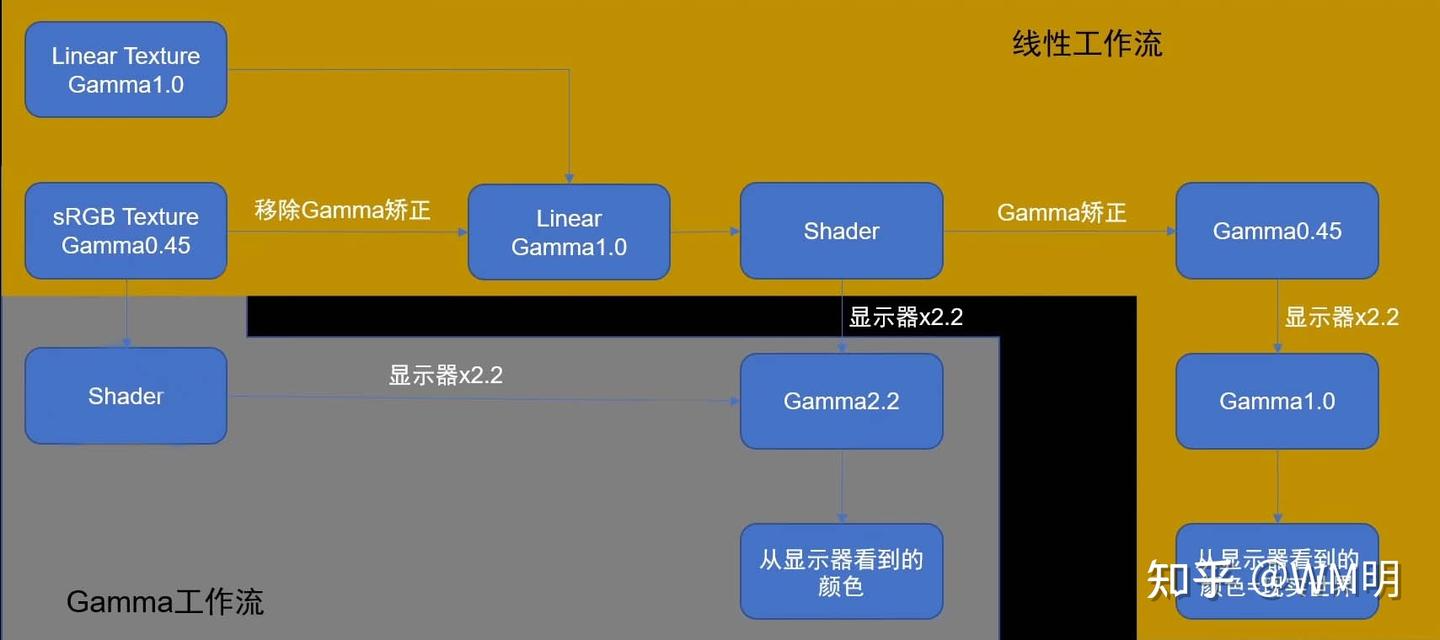 线性工作流
Linear Texture
Gamma1.0
sRGB Texture
Gamma0.45
移除Gamma矫正
Linear
Gamma1.0
Shader
Gamma矫正
Gamma0.45
显示器x2.2
显示器x2.2
Shader
显示器x2.2
Gamma2.2
Gamma1.0
从显示器看到的
颜色
从显示器看到的
颜色=现实世界
知乎 @WM明
Gamma工作流